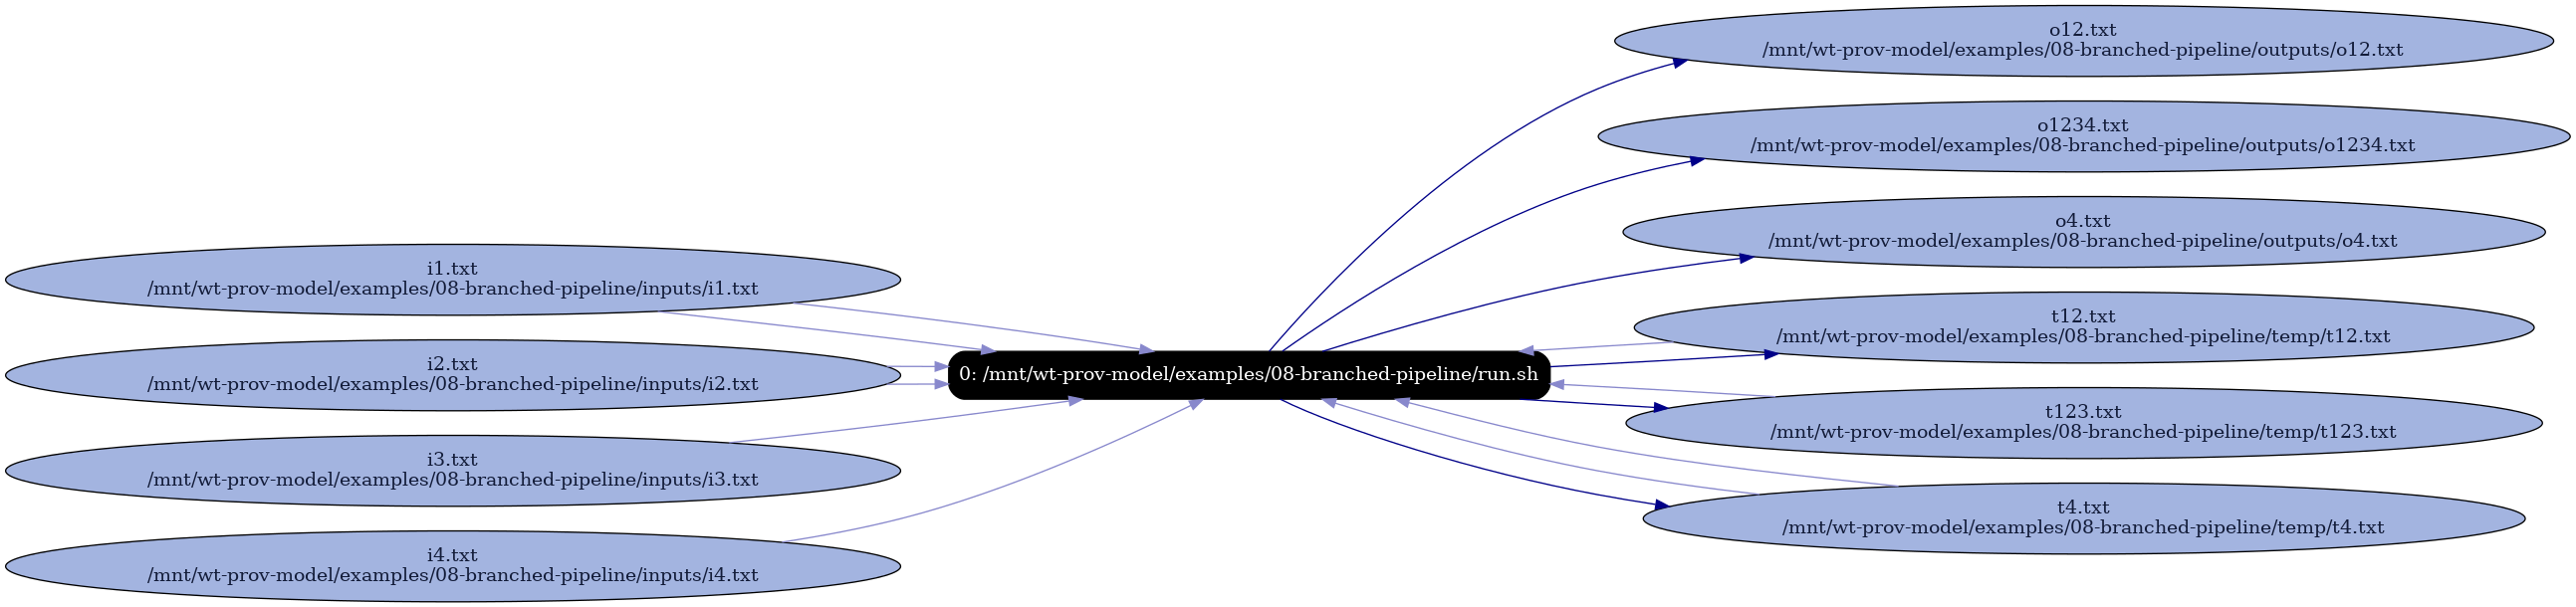 i1.txt
/mnt/wt-prov-model/examples/08-branched-pipeline/inputs/i1.txt
i2.txt
/mnt/wt-prov-model/examples/08-branched-pipeline/inputs/i2.txt
i3.txt
/mnt/wt-prov-model/examples/08-branched-pipeline/inputs/i3.txt
i4.txt
/mnt/wt-prov-model/examples/08-branched-pipeline/inputs/i4.txt
0: /mnt/wt-prov-model/examples/08-branched-pipeline/run.sh
o12.txt
/mnt/wt-prov-model/examples/08-branched-pipeline/outputs/o12.txt
o1234.txt
/mnt/wt-prov-model/examples/08-branched-pipeline/outputs/o1234.txt
o4.txt
/mnt/wt-prov-model/examples/08-branched-pipeline/outputs/o4.txt
t12.txt
/mnt/wt-prov-model/examples/08-branched-pipeline/temp/t12.txt
t123.txt
/mnt/wt-prov-model/examples/08-branched-pipeline/temp/t123.txt
t4.txt
/mnt/wt-prov-model/examples/08-branched-pipeline/temp/t4.txt